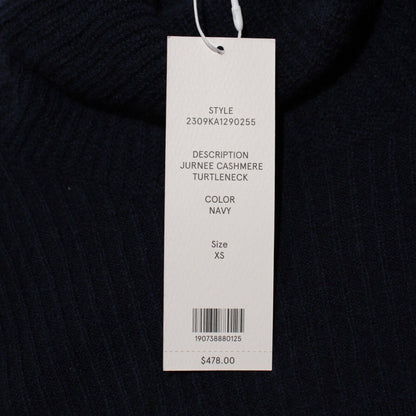 STYLE
2309KA1290255
DESCRIPTION
JURNEE CASHMERE
TURTLENECK
COLOR
NAVY
Size
XS
190738880125
$478.00